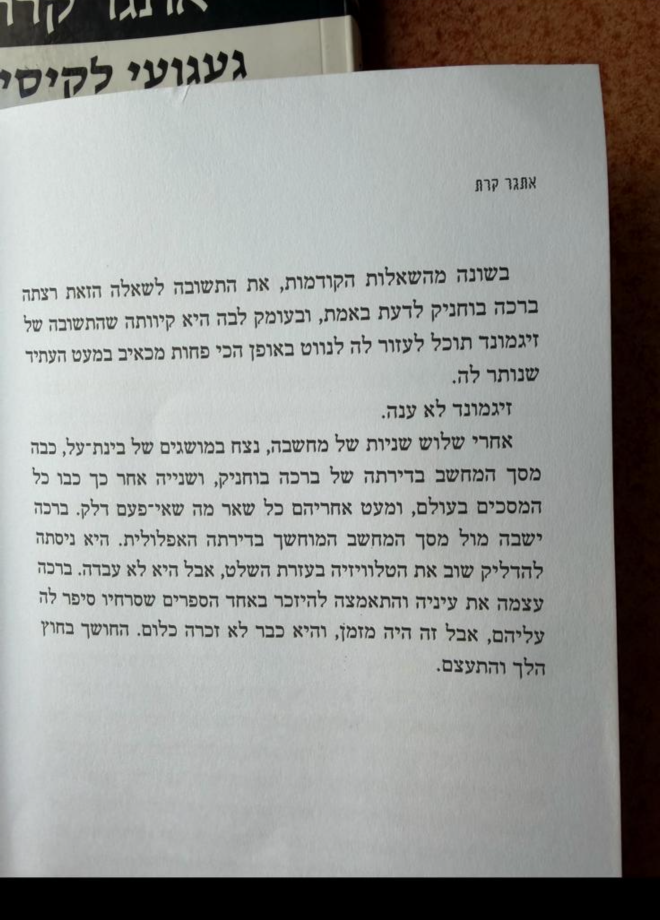 אתגר קרת
געגועי לקיסי
אתגר קרת
בשונה מהשאלות הקודמות, את התשובה לשאלה הזאת רצתה
ברכה בוחניק לדעת באמת, ובעומק לבה היא קיוותה שהתשובה של
זיגמונד תוכל לעזור לה לנווט באופן הכי פחות מכאיב במעט העתיד
שנותר לה.
זיגמונד לא ענה.
אחרי שלוש שניות של מחשבה, נצח במושגים של בינת־על, כבה
מסך המחשב בדירתה של ברכה בוחניק, ושנייה אחר כך כבו כל
המסכים בעולם, ומעט אחריהם כל שאר מה שאי־פעם דלק. ברכה
ישבה מול מסך המחשב המוחשך בדירתה האפלולית. היא ניסתה
להדליק שוב את הטלוויזיה בעזרת השלט, אבל היא לא עבדה. ברכה
עצמה את עיניה והתאמצה להיזכר באחד הספרים שסרחיו סיפר לה
עליהם, אבל זה היה מזמן, והיא כבר לא זכרה כלום. החושך בחוץ
הלך והתעצם.